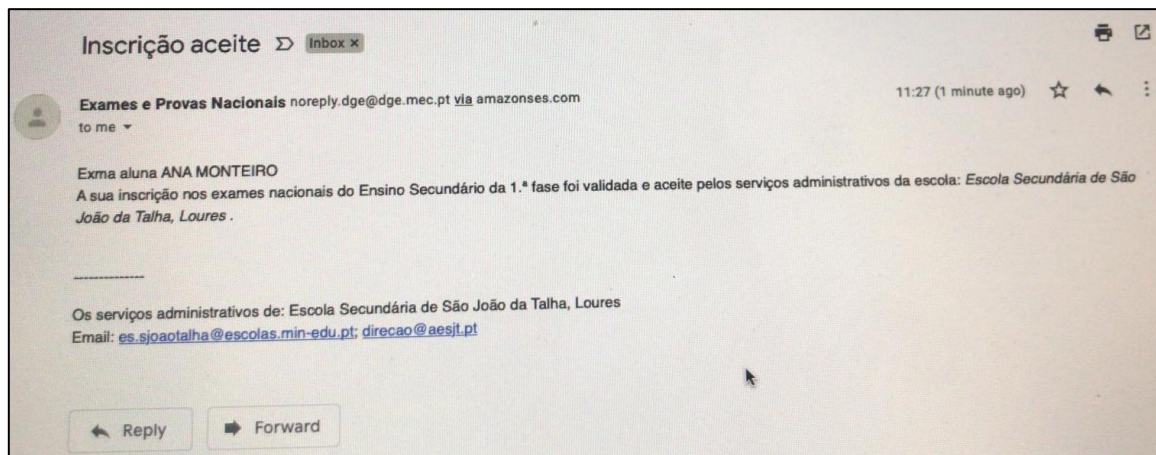 Inscrição aceite Inbox x
Exames e Provas Nacionais noreply.dge@dge.mec.pt via amazonses.com 11:27 (1 minute ago)
to me
Exma aluna ANA MONTEIRO
A sua inscrição nos exames nacionais do Ensino Secundário da 1.ª fase foi validada e aceite pelos serviços administrativos da escola: Escola Secundária de São
João da Talha, Loures .
---------------
Os serviços administrativos de: Escola Secundária de São João da Talha, Loures
Email: es.sjoaotalha@escolas.min-edu.pt; direcao@aesjt.pt
Reply Forward